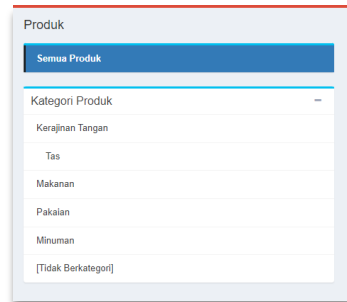 Produk
Semua Produk
Kategori Produk
Kerajinan Tangan
Tas
Makanan
Pakaian
Minuman
[Tidak Berkategori]